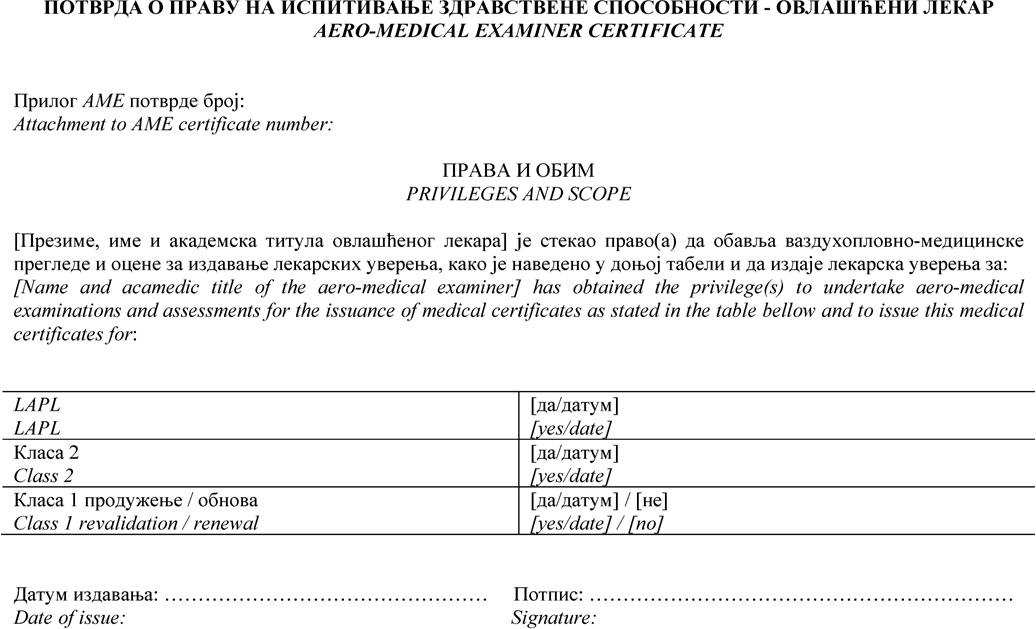 ПОТВРДА О ПРАВУ НА ИСПИТИВАЊЕ ЗДРАВСТВЕНЕ СПОСОБНОСТИ - ОВЛАШЋЕНИ ЛЕКАР
AERO-MEDICAL EXAMINER CERTIFICATE
Прилог AME потврде број:
Attachment to AME certificate number:
ПРАВА И ОБИМ
PRIVILEGES AND SCOPE
[Презиме, име и академска титула овлашћеног лекара] је стекао право(а) да обавља ваздухопловно-медицинске
прегледе и оцене за издавање лекарских уверења, како је наведено у доњој табели и да издаје лекарска уверења за:
[Name and acamedic title of the aero-medical examiner] has obtained the privilege(s) to undertake aero-medical
examinations and assessments for the issuance of medical certificates as stated in the table bellow and to issue this medical
certificates for:
LAPL [да/датум]
LAPL [yes/date]
Класа 2 [да/датум]
Class 2 [yes/date]
Класа 1 продужење / обнова [да/датум] / [не]
Class 1 revalidation / renewal [yes/date] / [no]
Датум издавања: ………………………………………… Потпис: ………………………………………………………
Date of issue: Signature: